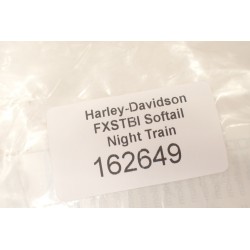 Harley-Davidson
FXSTBI Softail
Night Train
162649